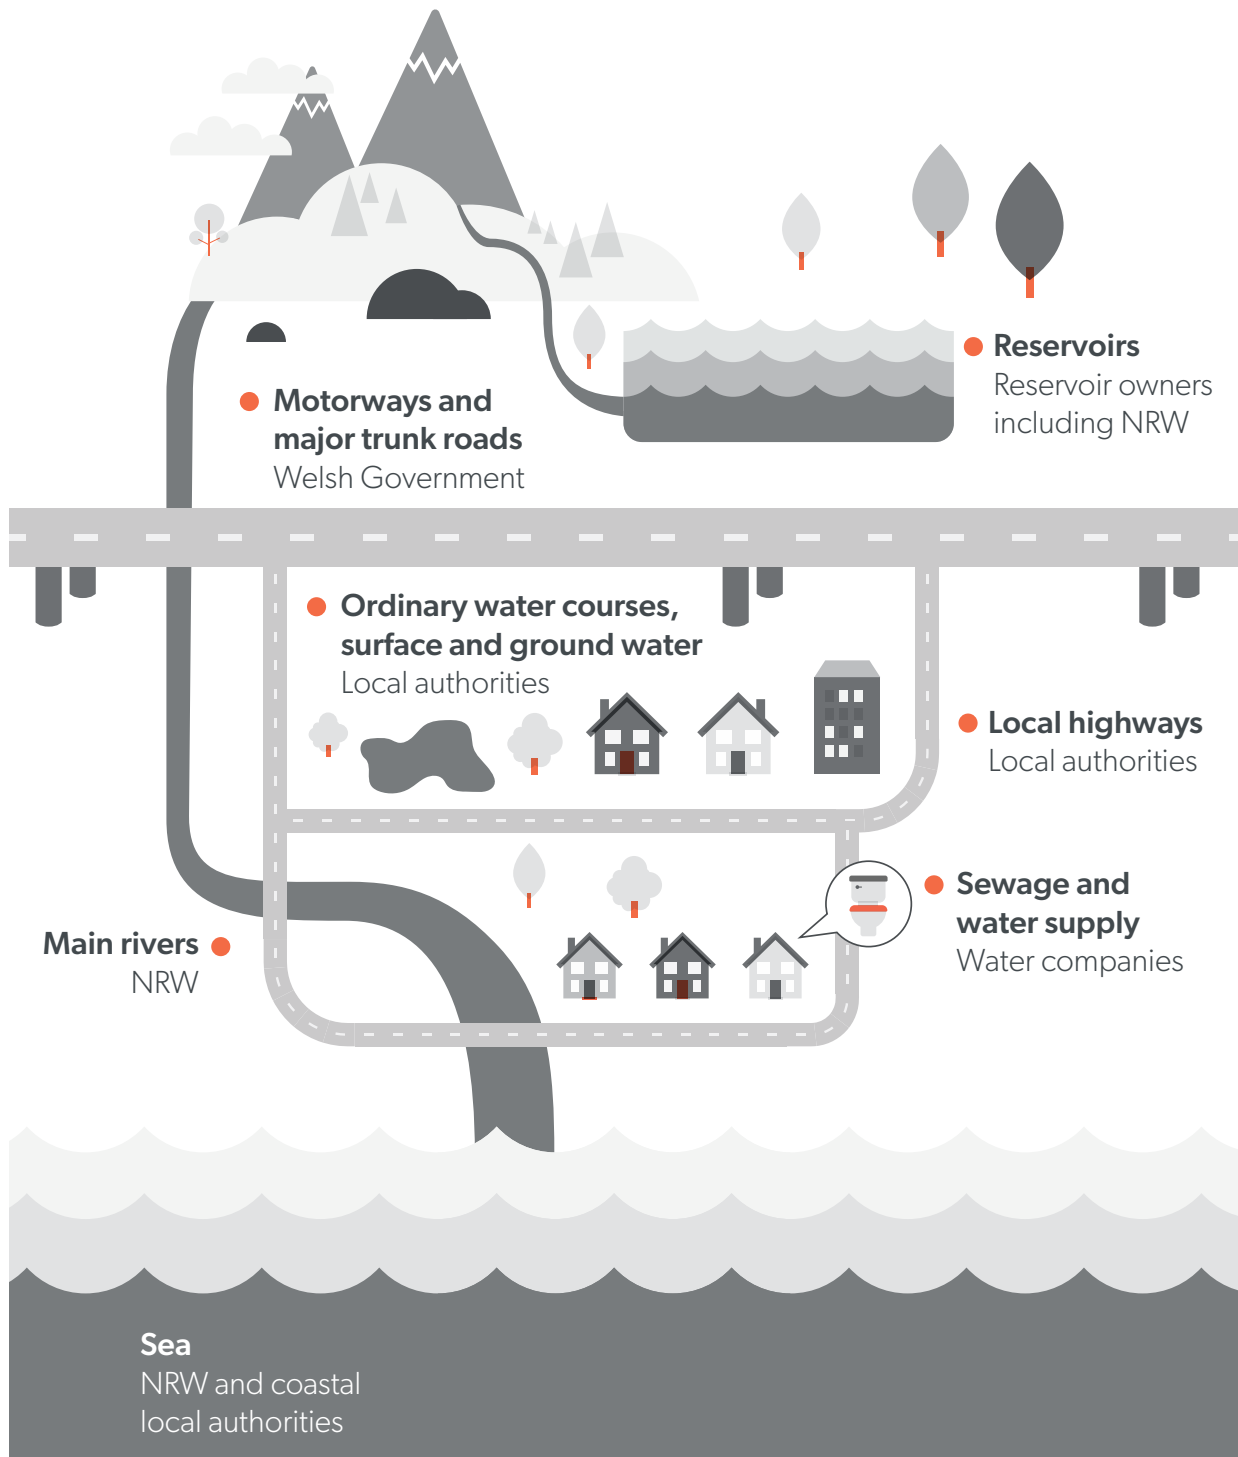 Reservoirs
Reservoir owners
including NRW
Motorways and
major trunk roads
Welsh Government
Ordinary water courses,
surface and ground water
Local authorities
Local highways
Local authorities
Sewage and
water supply
Water companies
Main rivers
NRW
Sea
NRW and coastal
local authorities